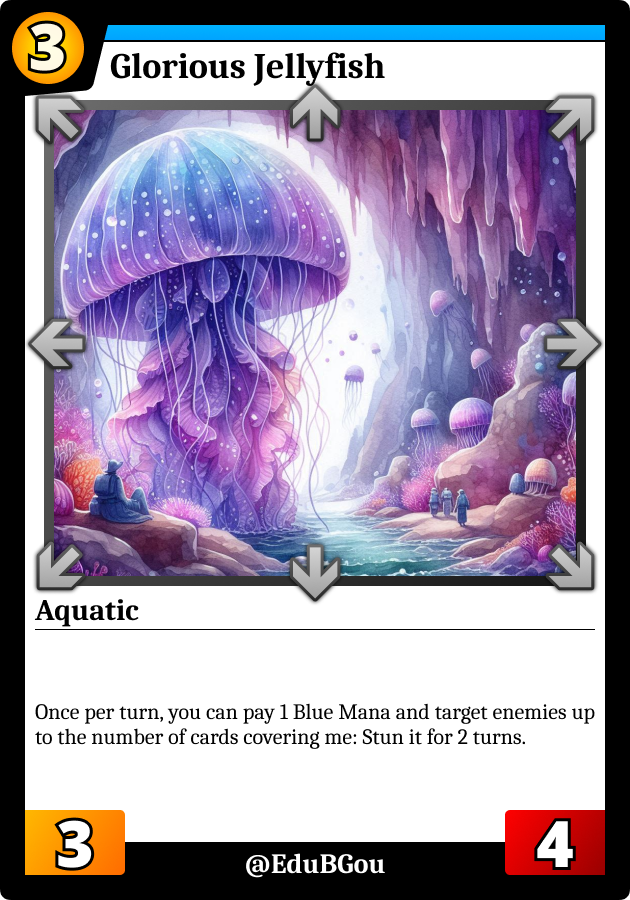 3
Glorious Jellyfish
Aquatic
Once per turn, you can pay 1 Blue Mana and target enemies up
to the number of cards covering me: Stun it for 2 turns.
3
@EduBGou
4